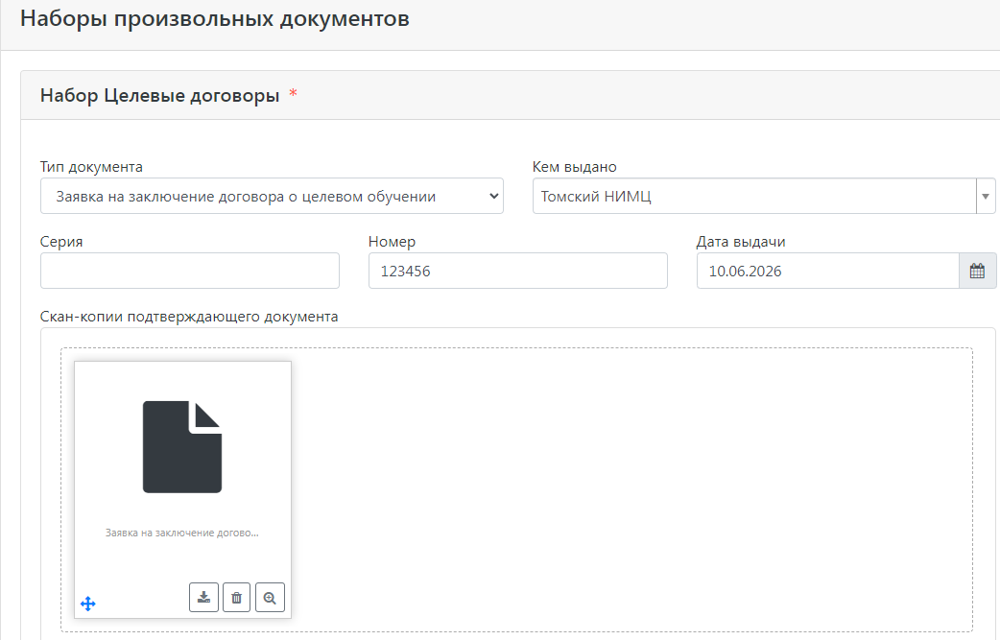 Наборы произвольных документов
Набор Целевые договоры *
Тип документа
Кем выдано
Заявка на заключение договора о целевом обучении
Томский НИМЦ
Серия
Номер
Дата выдачи
123456
10.06.2026
Скан-копии подтверждающего документа
Заявка на заключение догово...